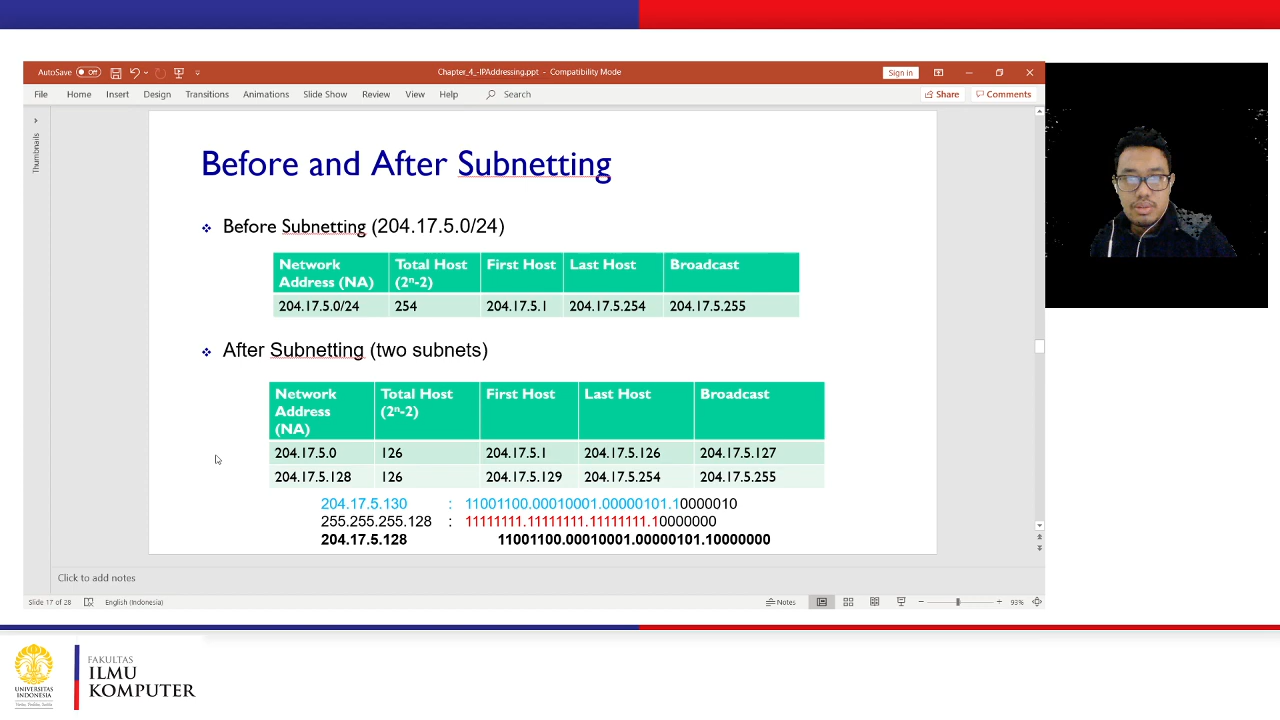 AutoSave Off
Chapter_4_-IPAddressing.ppt - Compatibility Mode
Sign in
File Home Insert Design Transitions Animations Slide Show Review View Help Search
Share Comments
Thumbnails
Before and After Subnetting
Before Subnetting (204.17.5.0/24)
Network Address (NA) Total Host (2ⁿ-2) First Host Last Host Broadcast
204.17.5.0/24 254 204.17.5.1 204.17.5.254 204.17.5.255
After Subnetting (two subnets)
Network Address (NA) Total Host (2ⁿ-2) First Host Last Host Broadcast
204.17.5.0 126 204.17.5.1 204.17.5.126 204.17.5.127
204.17.5.128 126 204.17.5.129 204.17.5.254 204.17.5.255
204.17.5.130 : 11001100.00010001.00000101.10000010
255.255.255.128 : 11111111.11111111.11111111.10000000
204.17.5.128 11001100.00010001.00000101.10000000
Click to add notes
Slide 17 of 28 English (Indonesia) Notes 93%
UNIVERSITAS
INDONESIA
FAKULTAS
ILMU
KOMPUTER